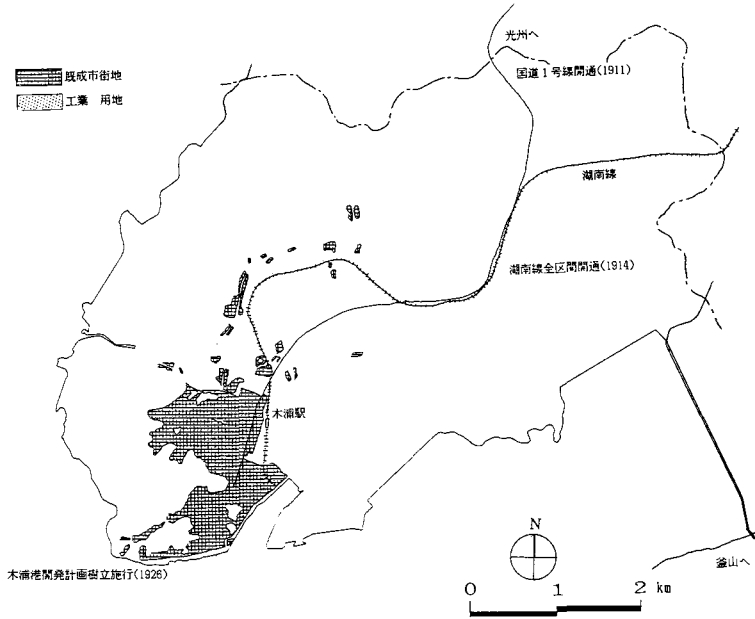 光州へ
国道1号線開通(1911)
既成市街地
工業 用地
湖南線
湖南線全区間開通(1914)
木浦駅
N
木浦港開発計画樹立施行(1926)
釜山へ
0 1 2 km